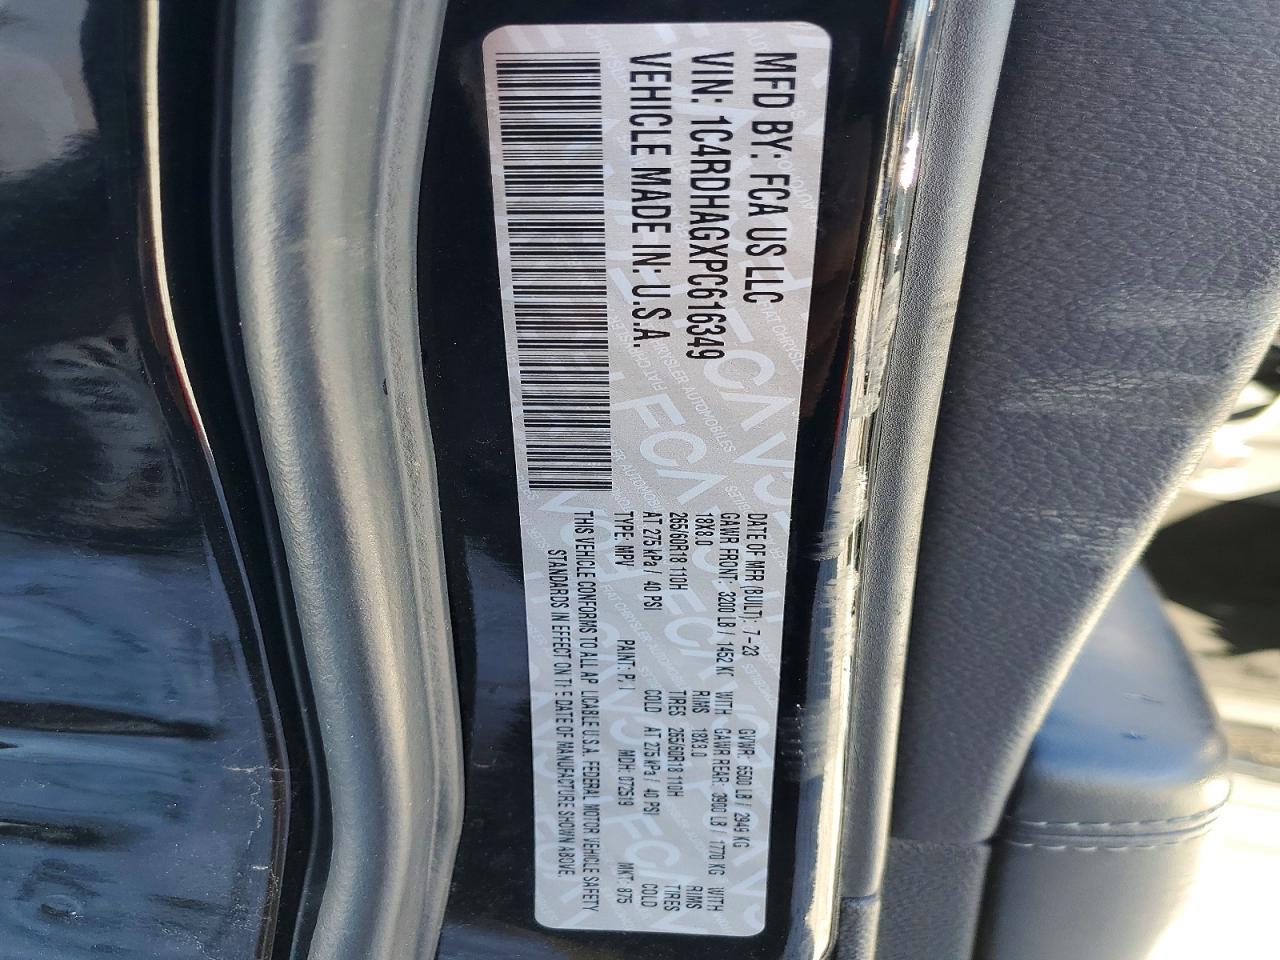 MFD BY: FCA US LLC
VIN: 1C4RDHAGXPC616349
VEHICLE MADE IN: U.S.A.
DATE OF MFR (BUILT): 7-23 GVWR: 6500 LB / 2949 KG
GAWR FRONT: 3200 LB / 1452 KG WITH GAWR REAR: 3900 LB / 1770 KG WITH
18X8.0 RIMS 18X8.0 RIMS
265/60R18 110H TIRES 265/60R18 110H TIRES
AT 275 kPa / 40 PSI COLD AT 275 kPa / 40 PSI COLD
TYPE: MPV PAINT: MDH: 072519 MKT: 875
THIS VEHICLE CONFORMS TO ALL APPLICABLE U.S.A. FEDERAL MOTOR VEHICLE SAFETY
STANDARDS IN EFFECT ON THE DATE OF MANUFACTURE SHOWN ABOVE.